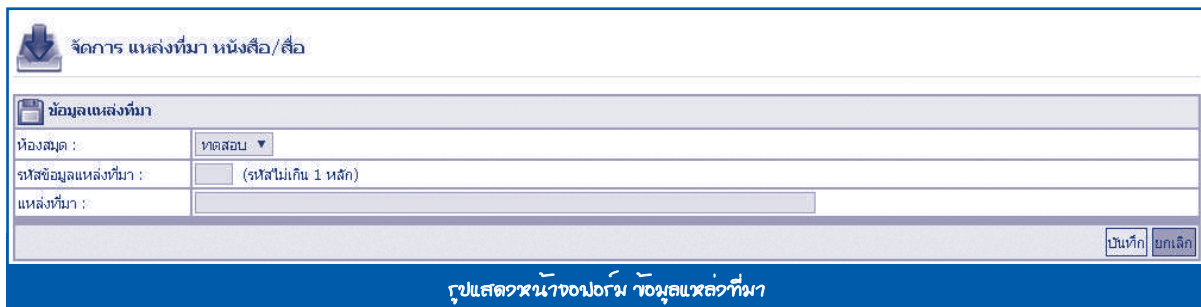 จัดการ แหล่งที่มา หนังสือ/สื่อ
ข้อมูลแหล่งที่มา
ห้องสมุด : ทดสอบ ▼
รหัสข้อมูลแหล่งที่มา : (รหัสไม่เกิน 1 หลัก)
แหล่งที่มา :
บันทึก ยกเลิก
รูปแสดงหน้าจอฟอร์ม ข้อมูลแหล่งที่มา